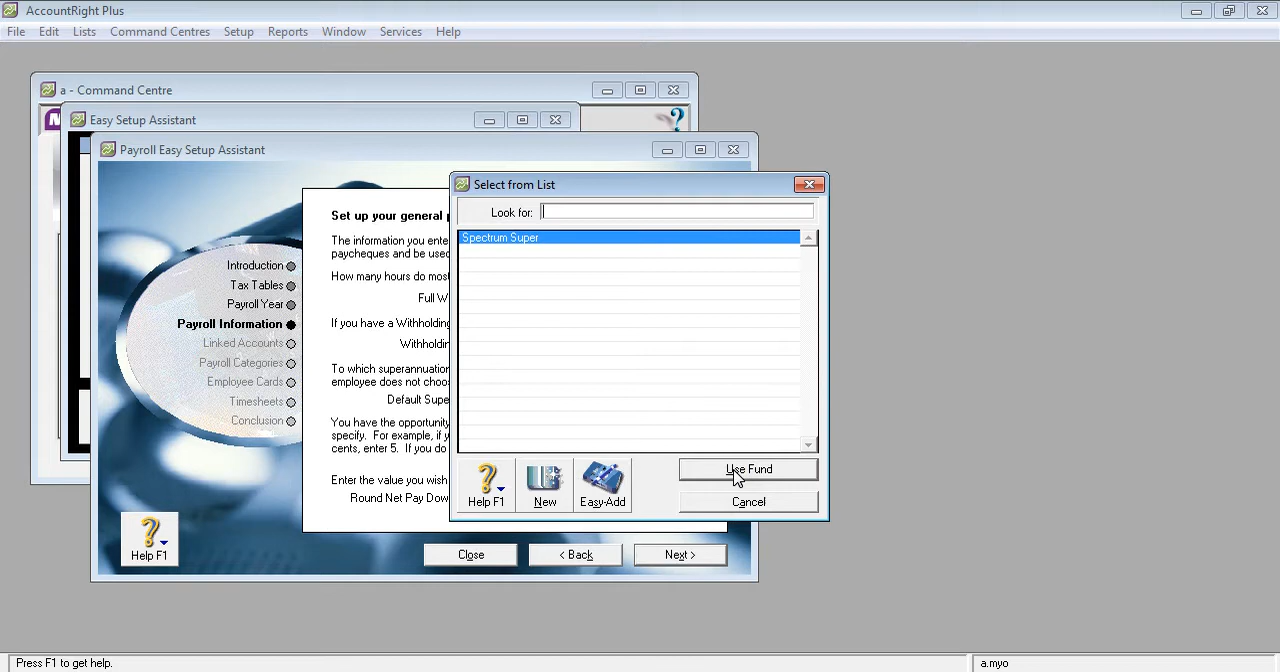 AccountRight Plus
File Edit Lists Command Centres Setup Reports Window Services Help
a - Command Centre
Easy Setup Assistant
Payroll Easy Setup Assistant
Introduction
Tax Tables
Payroll Year
Payroll Information
Linked Accounts
Payroll Categories
Employee Cards
Timesheets
Conclusion
Help F1
Set up your general
The information you ente
paycheques and be used
How many hours do most
Full W
If you have a Withholding
Withholdin
To which superannuation
employee does not choos
Default Supe
You have the opportunity
specify. For example, if y
cents, enter 5. If you do
Enter the value you wish
Round Net Pay Dow
Close
< Back
Next >
Select from List
Look for:
Spectrum Super
Help F1
New
Easy-Add
Use Fund
Cancel
Press F1 to get help.
a.myo